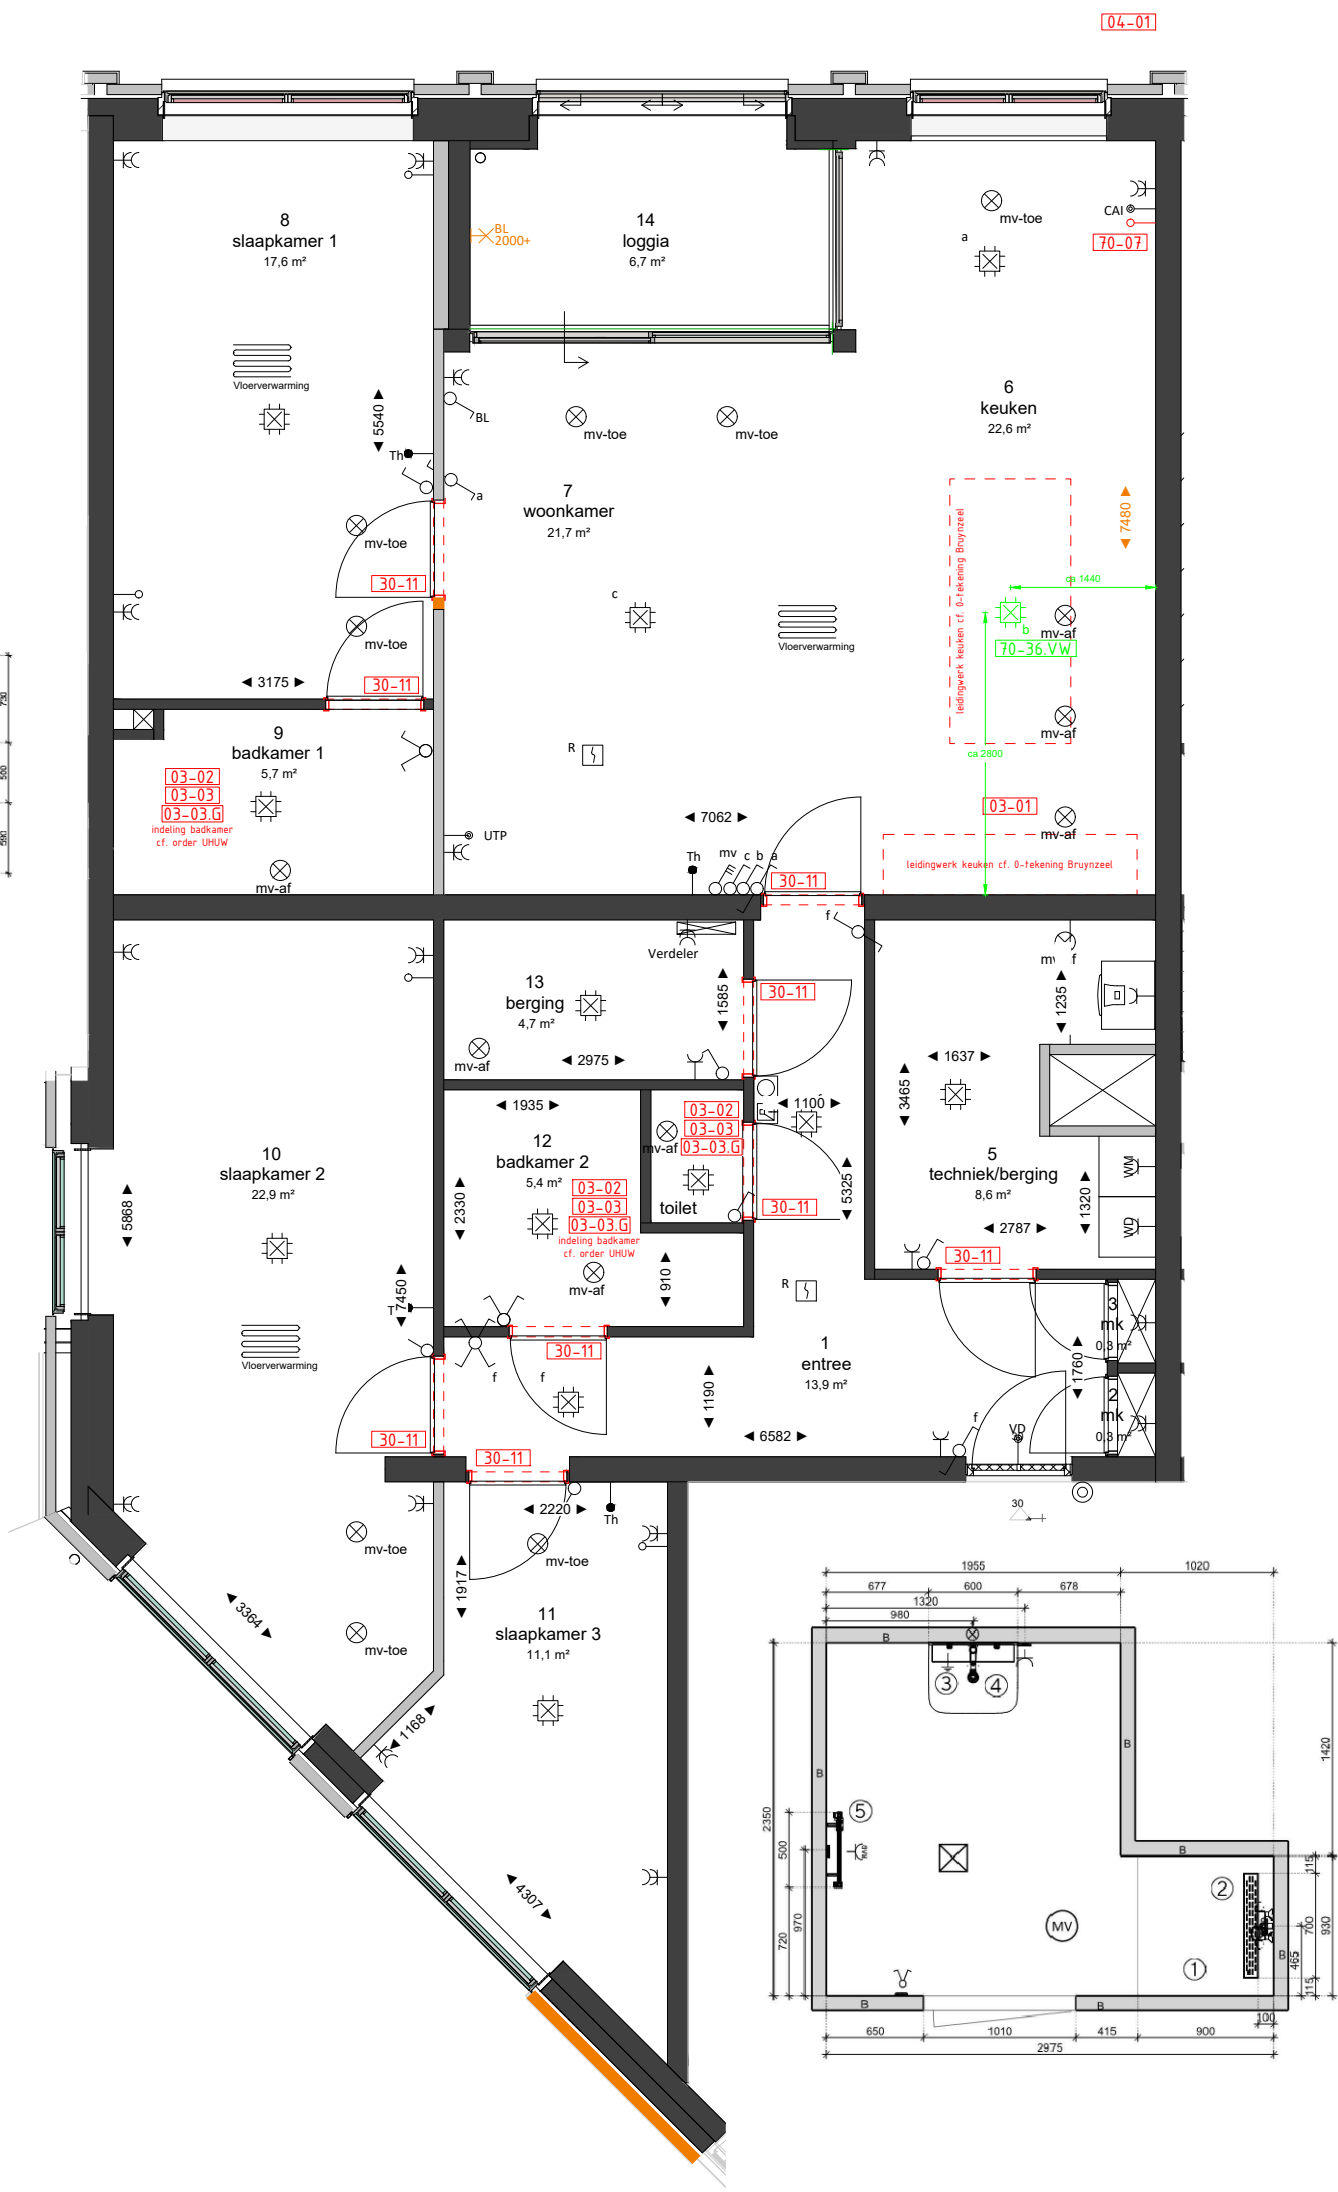 04-01
8
slaapkamer 1
17,6 m²
BL
2000+
14
loggia
6,7 m²
mv-toe
a
CAI
70-07
Vloerverwarming
5540
Th
BL
a
mv-toe
mv-toe
6
keuken
22,6 m²
7
woonkamer
21,7 m²
7480
mv-toe
30-11
mv-toe
30-11
3175
c
Vloerverwarming
leidingwerk keuken cf. 0-tekening Bruynzeel
ca 1440
b
70-36.VW
mv-af
mv-af
mv-af
ca 2800
03-01
730
500
590
9
badkamer 1
5,7 m²
03-02
03-03
03-03.G
indeling badkamer
cf. order UHUW
mv-af
R
UTP
7062
Th
mv
c
b
a
30-11
leidingwerk keuken cf. 0-tekening Bruynzeel
f
Verdeler
13
berging
4,7 m²
1585
30-11
mv-af
2975
1235
1637
3465
1935
12
badkamer 2
5,4 m²
03-02
03-03
03-03.G
indeling badkamer
cf. order UHUW
mv-af
2330
910
03-02
03-03
03-03.G
mv-af
toilet
1100
5325
30-11
5
techniek/berging
8,6 m²
WM
WD
1320
2787
30-11
10
slaapkamer 2
22,9 m²
5868
7450
Vloerverwarming
30-11
R
30-11
f
f
1
entree
13,9 m²
1190
6582
3
mk
0,3 m²
1760
2
mk
0,3 m²
f
VD
30-11
30
2220
Th
mv-toe
mv-toe
mv-toe
1917
11
slaapkamer 3
11,1 m²
3364
1168
4307
1955
1020
677
600
678
1320
980
B
3
4
B
B
5
2350
500
970
720
1420
B
2
MV
1
B
115
700
930
465
115
100
B
B
650
1010
415
900
2975